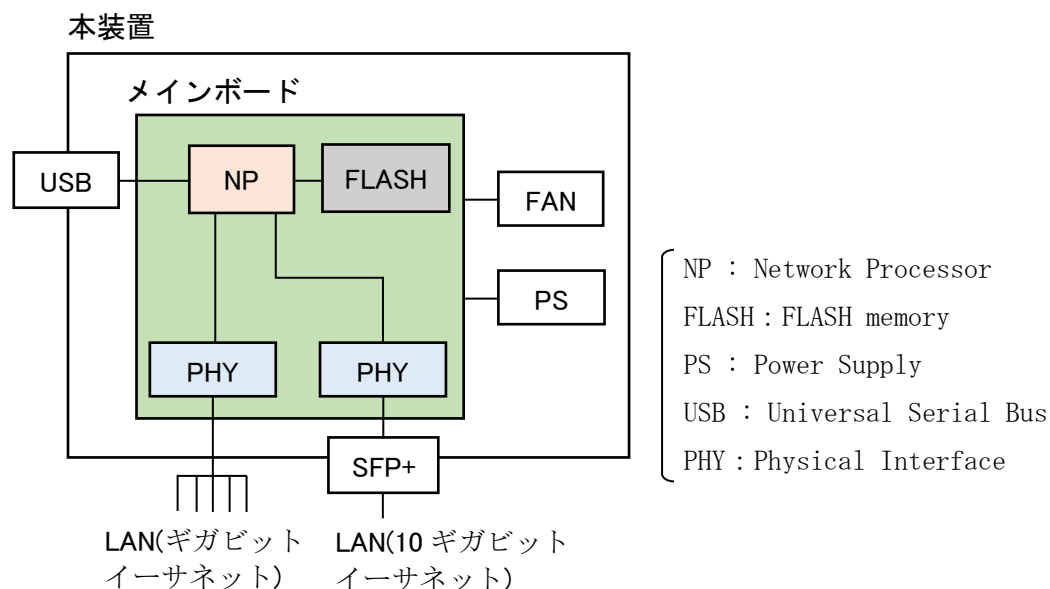 本装置
メインボード
USB
NP
FLASH
FAN
PS
PHY
PHY
SFP+
LAN(ギガビット
イーサネット)
LAN(10 ギガビット
イーサネット)
NP : Network Processor
FLASH : FLASH memory
PS : Power Supply
USB : Universal Serial Bus
PHY : Physical Interface